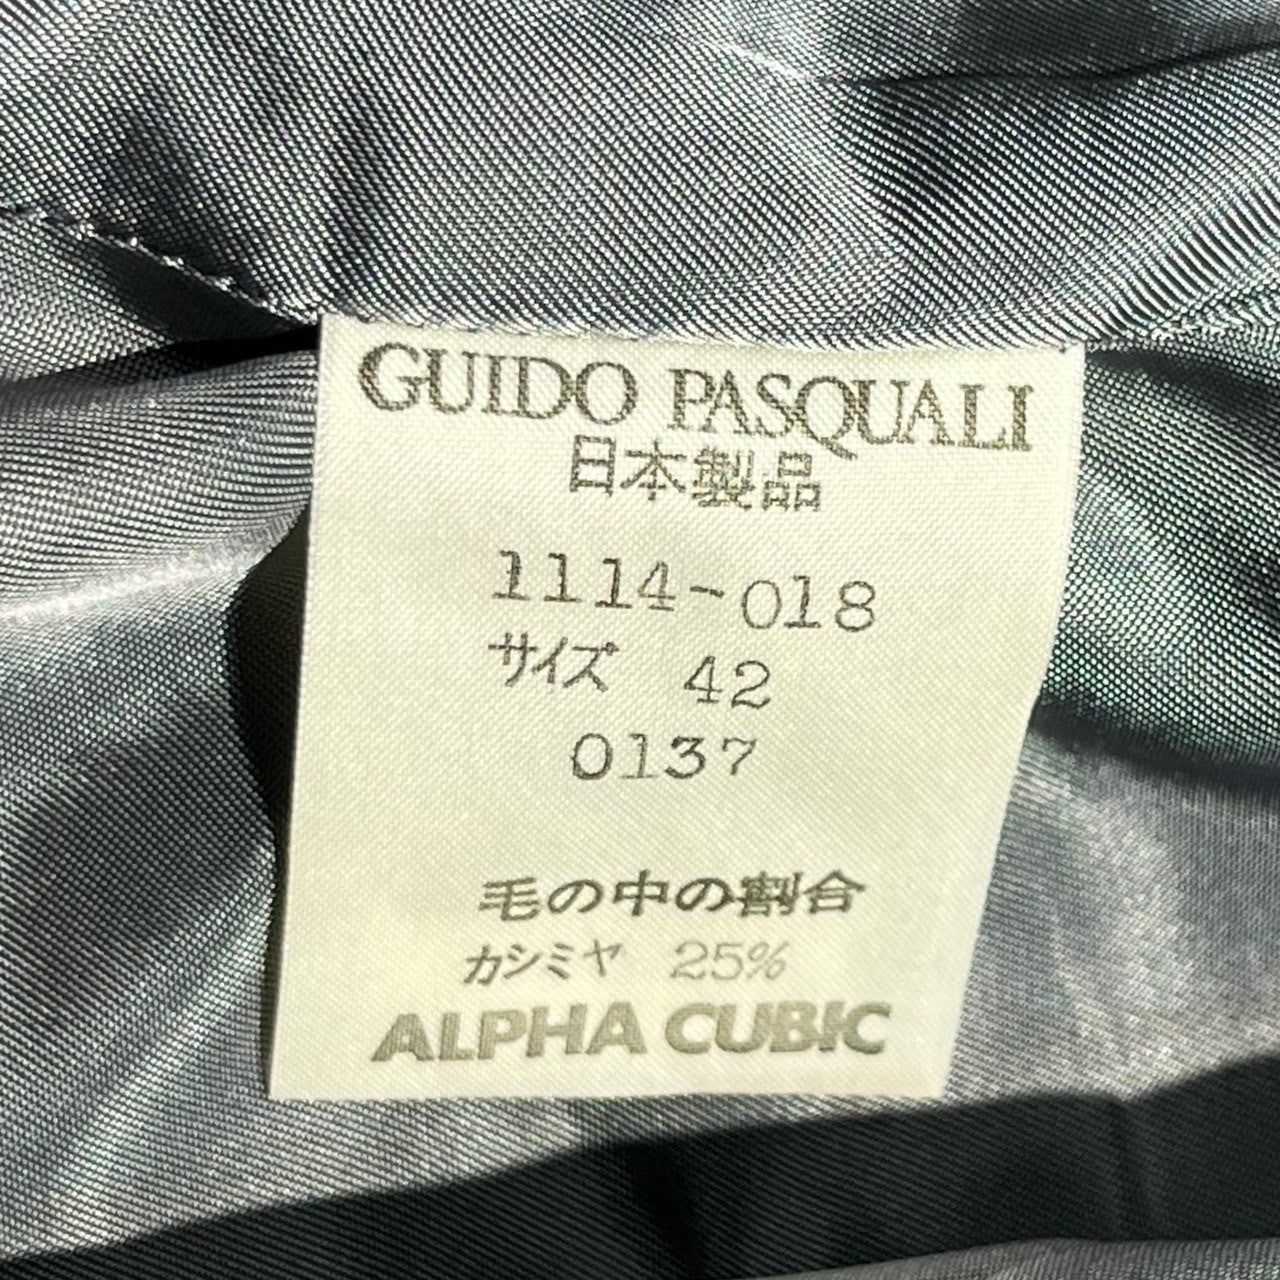 GUIDO PASQUALI
日本製品
1114-018
サイズ 42
0137
毛の中の割合
カシミヤ 25%
ALPHA CUBIC